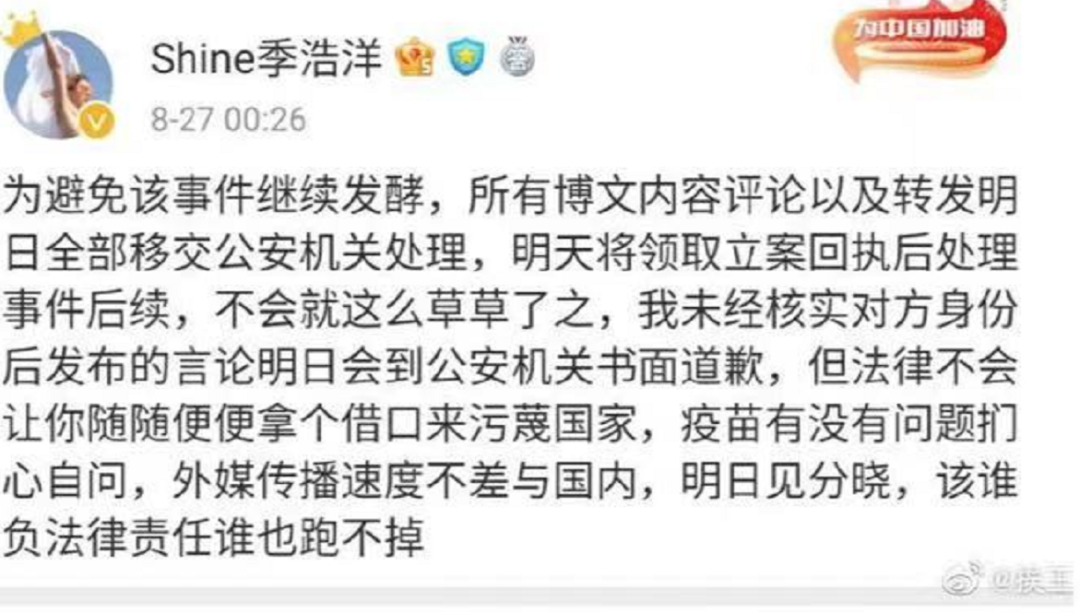 Shine季浩洋
为中国加油
8-27 00:26
为避免该事件继续发酵，所有博文内容评论以及转发明
日全部移交公安机关处理，明天将领取立案回执后处理
事件后续，不会就这么草草了之，我未经核实对方身份
后发布的言论明日会到公安机关书面道歉，但法律不会
让你随随便便拿个借口来污蔑国家，疫苗有没有问题扪
心自问，外媒传播速度不差与国内，明日见分晓，该谁
负法律责任谁也跑不掉